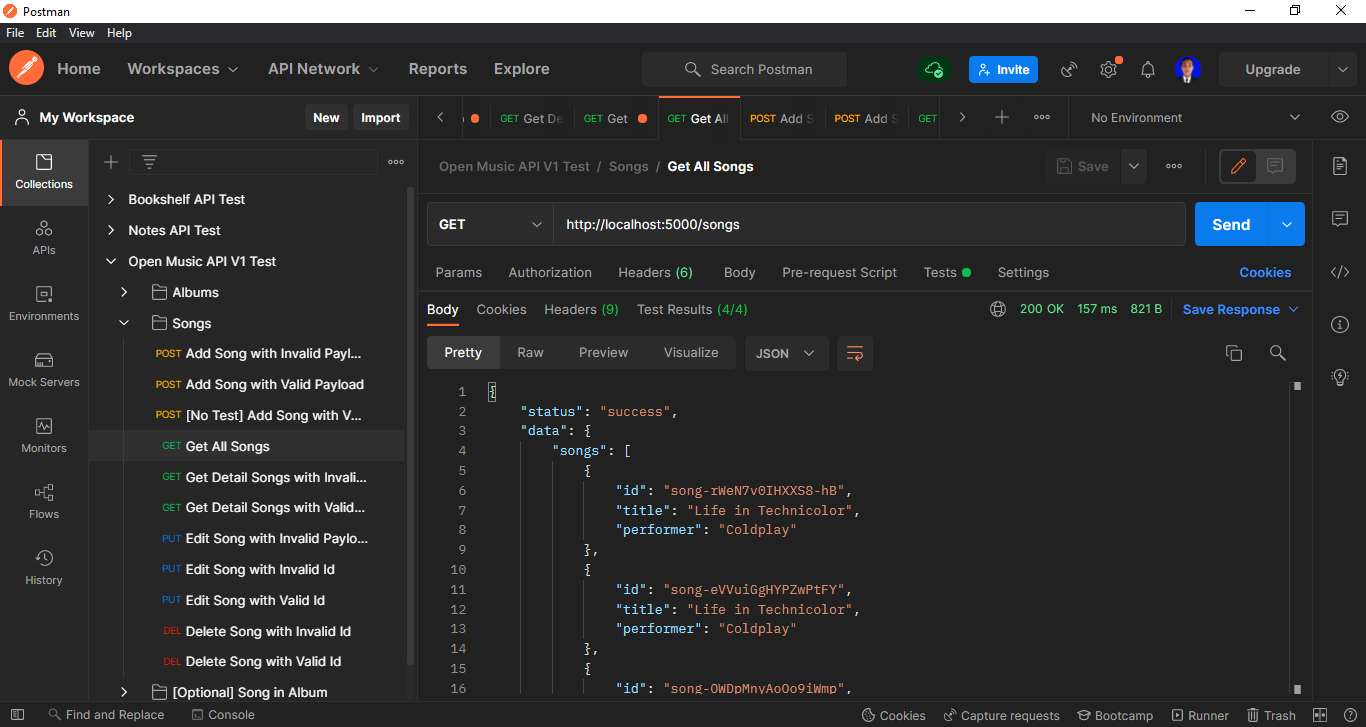 Postman
File Edit View Help
Home Workspaces API Network Reports Explore Search Postman Invite Upgrade
My Workspace New Import
GET Get De GET Get GET Get All POST Add S POST Add S GET No Environment
Collections
APIs
Environments
Mock Servers
Monitors
Flows
History
Bookshelf API Test
Notes API Test
Open Music API V1 Test
Albums
Songs
POST Add Song with Invalid Payl...
POST Add Song with Valid Payload
POST [No Test] Add Song with V...
GET Get All Songs
GET Get Detail Songs with Invali...
GET Get Detail Songs with Valid...
PUT Edit Song with Invalid Paylo...
PUT Edit Song with Invalid Id
PUT Edit Song with Valid Id
DEL Delete Song with Invalid Id
DEL Delete Song with Valid Id
[Optional] Song in Album
Open Music API V1 Test / Songs / Get All Songs Save
GET http://localhost:5000/songs Send
Params Authorization Headers (6) Body Pre-request Script Tests Settings Cookies
Body Cookies Headers (9) Test Results (4/4) 200 OK 157 ms 821 B Save Response
Pretty Raw Preview Visualize JSON
1 {
2 "status": "success",
3 "data": {
4 "songs": [
5 {
6 "id": "song-rWeN7v0IHXXS8-hB",
7 "title": "Life in Technicolor",
8 "performer": "Coldplay"
9 },
10 {
11 "id": "song-eVVuiGgHYPZwPtFY",
12 "title": "Life in Technicolor",
13 "performer": "Coldplay"
14 },
15 {
16 "id": "song-OWDpMnyAoOo9iWmp",
Find and Replace Console Cookies Capture requests Bootcamp Runner Trash